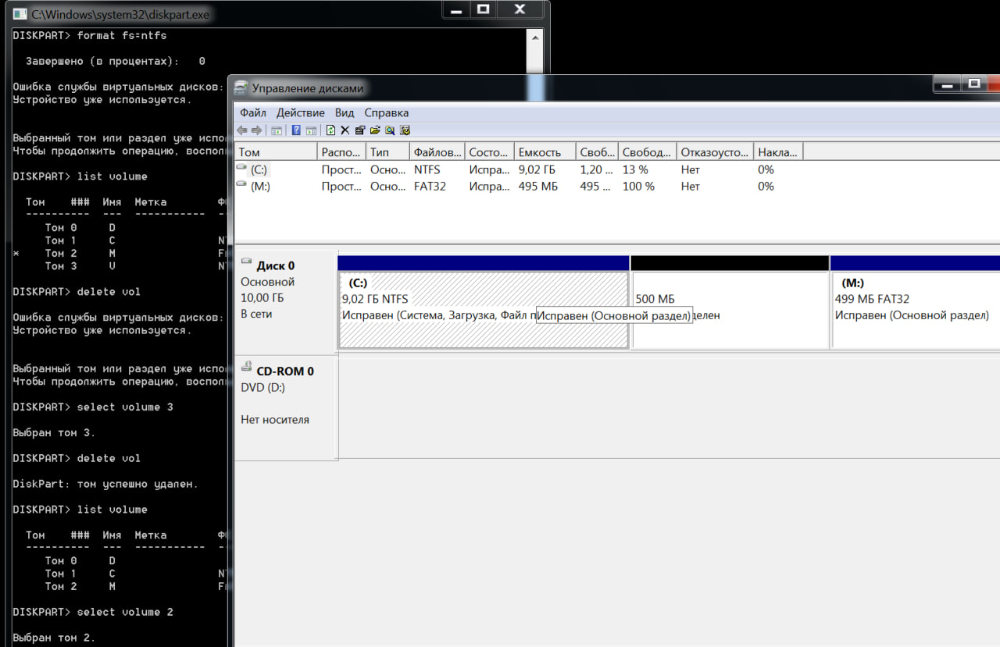 C:\Windows\system32\diskpart.exe
DISKPART> format fs=ntfs
Завершено (в процентах): 0
Ошибка службы виртуальных дисков:
Устройство уже используется.
Выбранный том или раздел уже испо
Чтобы продолжить операцию, воспол
DISKPART> list volume
Том ### Имя Метка Ф
---------- --- ----------- --
Том 0 D
Том 1 C N
* Том 2 M F
Том 3 V N
DISKPART> delete vol
Ошибка службы виртуальных дисков:
Устройство уже используется.
Выбранный том или раздел уже испо
Чтобы продолжить операцию, воспол
DISKPART> select volume 3
Выбран том 3.
DISKPART> delete vol
DiskPart: том успешно удален.
DISKPART> list volume
Том ### Имя Метка Ф
---------- --- ----------- --
Том 0 D
Том 1 C N
Том 2 M F
DISKPART> select volume 2
Выбран том 2.
Управление дисками
Файл Действие Вид Справка
Том Распо... Тип Файлов... Состо... Емкость Своб... Свобод... Отказоусто... Накла...
(C:) Прост... Осно... NTFS Испра... 9,02 ГБ 1,20 ... 13 % Нет 0%
(M:) Прост... Осно... FAT32 Испра... 495 МБ 495 ... 100 % Нет 0%
Диск 0
Основной
10,00 ГБ
В сети
(C:)
9,02 ГБ NTFS
Исправен (Система, Загрузка, Файл п
Исправен (Основной раздел)
500 МБ
делен
(M:)
499 МБ FAT32
Исправен (Основной раздел)
CD-ROM 0
DVD (D:)
Нет носителя